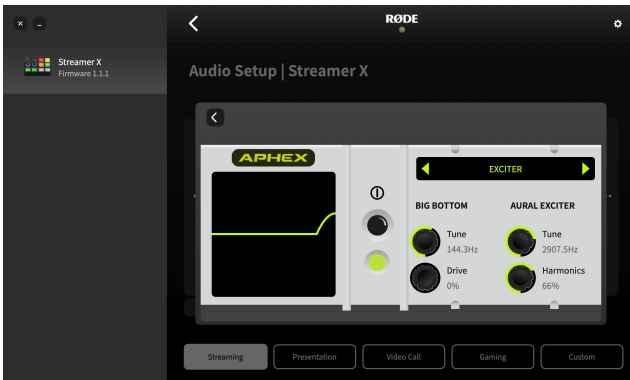 RØDE
Streamer X
Firmware 1.1.1
Audio Setup | Streamer X
APHEX
EXCITER
BIG BOTTOM
AURAL EXCITER
Tune
144.3Hz
Tune
2907.5Hz
Drive
0%
Harmonics
66%
Streaming
Presentation
Video Call
Gaming
Custom